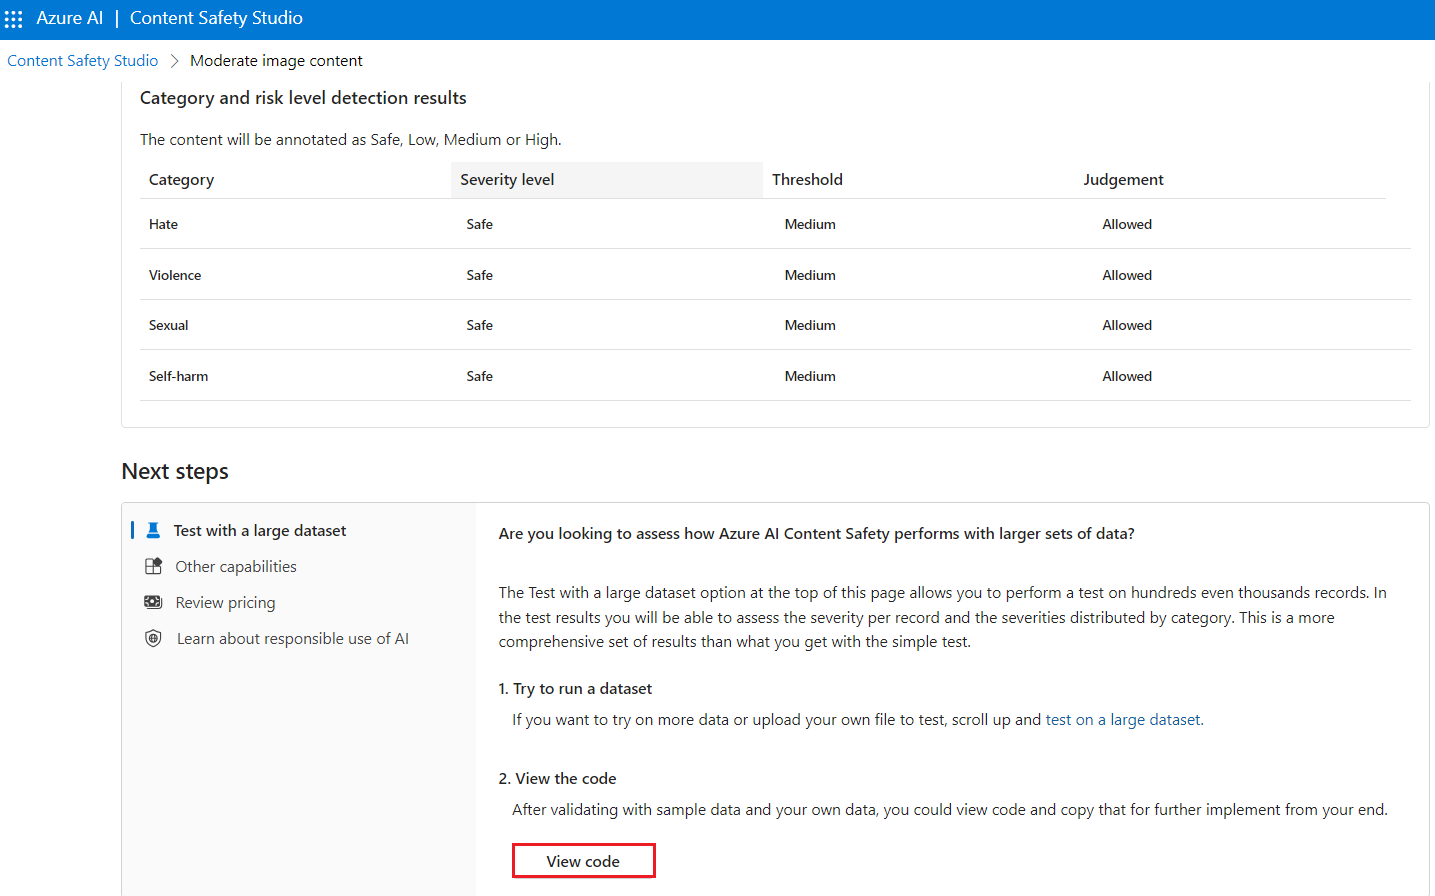 Azure AI | Content Safety Studio
Content Safety Studio > Moderate image content
Category and risk level detection results
The content will be annotated as Safe, Low, Medium or High.
Category Severity level Threshold Judgement
Hate Safe Medium Allowed
Violence Safe Medium Allowed
Sexual Safe Medium Allowed
Self-harm Safe Medium Allowed
Next steps
Test with a large dataset
Other capabilities
Review pricing
Learn about responsible use of AI
Are you looking to assess how Azure AI Content Safety performs with larger sets of data?
The Test with a large dataset option at the top of this page allows you to perform a test on hundreds even thousands records. In
the test results you will be able to assess the severity per record and the severities distributed by category. This is a more
comprehensive set of results than what you get with the simple test.
1. Try to run a dataset
If you want to try on more data or upload your own file to test, scroll up and test on a large dataset.
2. View the code
After validating with sample data and your own data, you could view code and copy that for further implement from your end.
View code